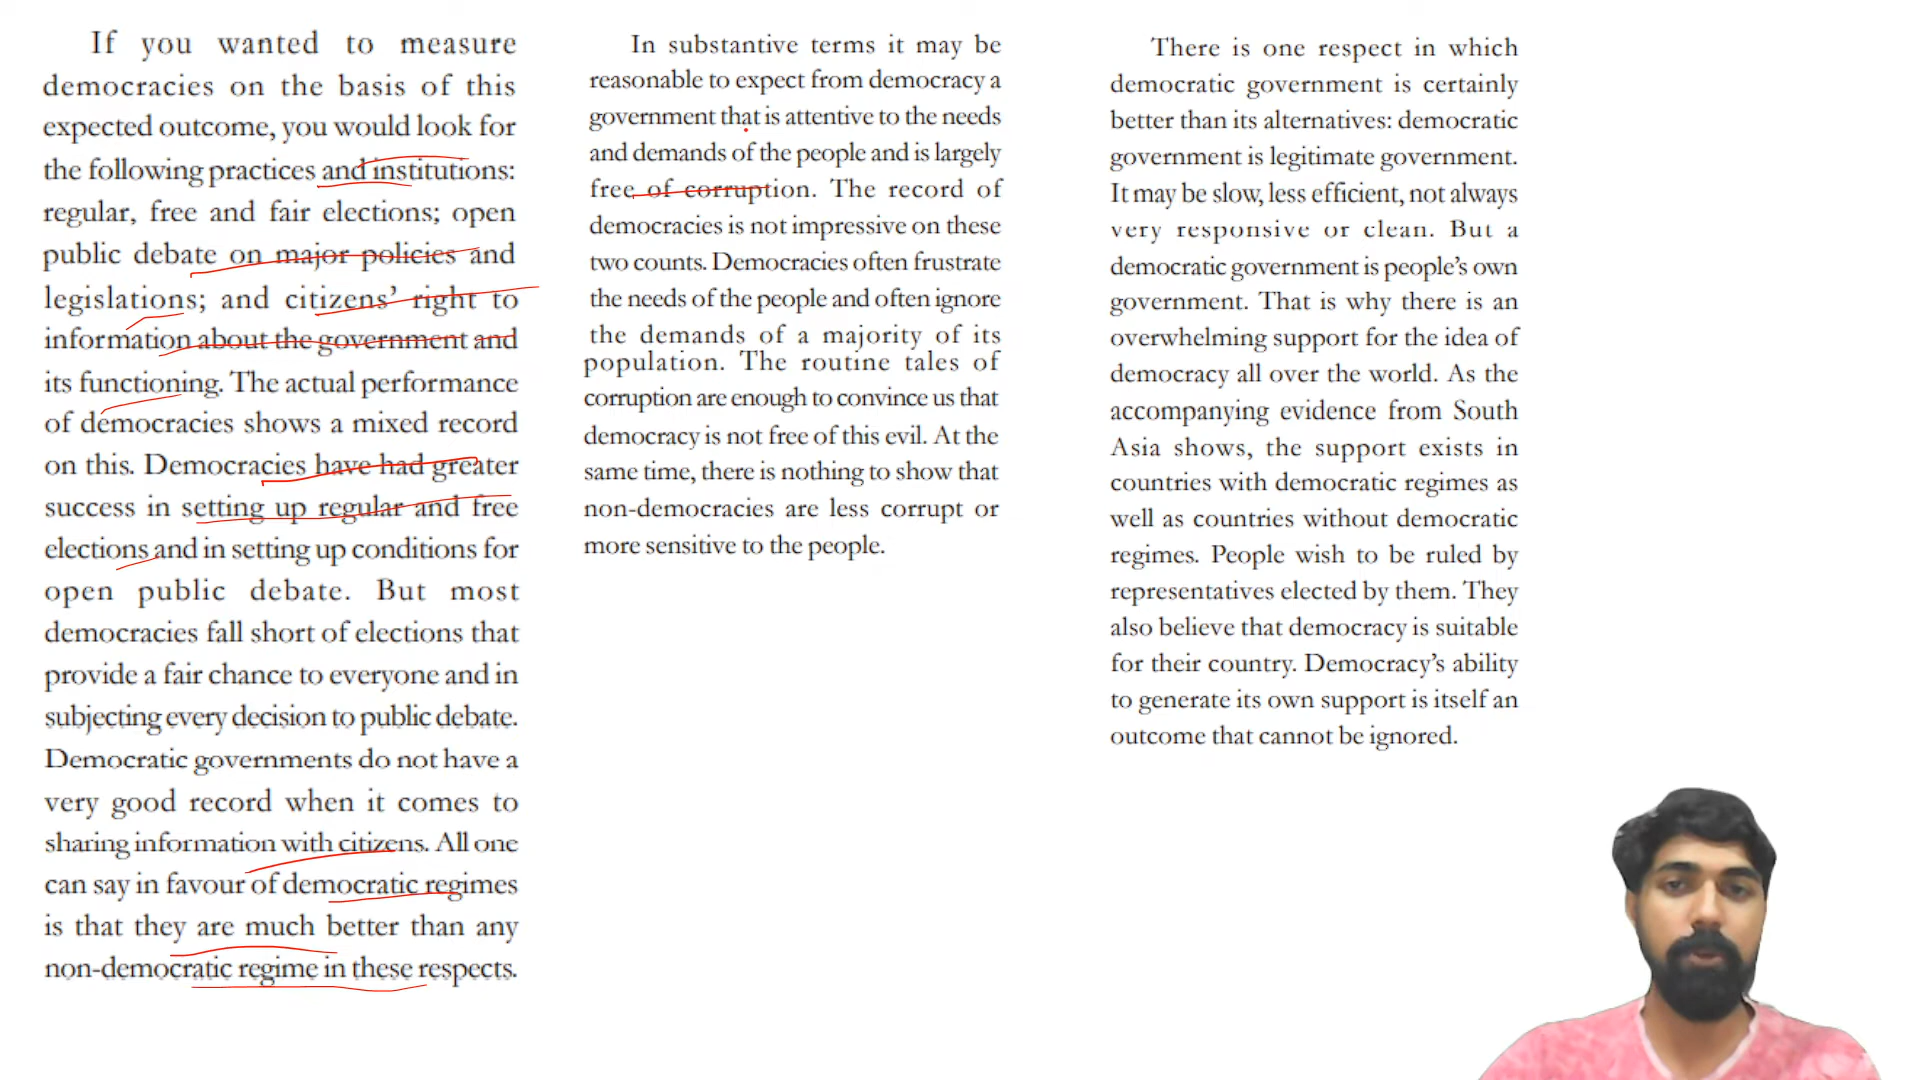 If you wanted to measure
democracies on the basis of this
expected outcome, you would look for
the following practices and institutions:
regular, free and fair elections; open
public debate on major policies and
legislations; and citizens’ right to
information about the government and
its functioning. The actual performance
of democracies shows a mixed record
on this. Democracies have had greater
success in setting up regular and free
elections and in setting up conditions for
open public debate. But most
democracies fall short of elections that
provide a fair chance to everyone and in
subjecting every decision to public debate.
Democratic governments do not have a
very good record when it comes to
sharing information with citizens. All one
can say in favour of democratic regimes
is that they are much better than any
non-democratic regime in these respects.
In substantive terms it may be
reasonable to expect from democracy a
government that is attentive to the needs
and demands of the people and is largely
free of corruption. The record of
democracies is not impressive on these
two counts. Democracies often frustrate
the needs of the people and often ignore
the demands of a majority of its
population. The routine tales of
corruption are enough to convince us that
democracy is not free of this evil. At the
same time, there is nothing to show that
non-democracies are less corrupt or
more sensitive to the people.
There is one respect in which
democratic government is certainly
better than its alternatives: democratic
government is legitimate government.
It may be slow, less efficient, not always
very responsive or clean. But a
democratic government is people’s own
government. That is why there is an
overwhelming support for the idea of
democracy all over the world. As the
accompanying evidence from South
Asia shows, the support exists in
countries with democratic regimes as
well as countries without democratic
regimes. People wish to be ruled by
representatives elected by them. They
also believe that democracy is suitable
for their country. Democracy’s ability
to generate its own support is itself an
outcome that cannot be ignored.